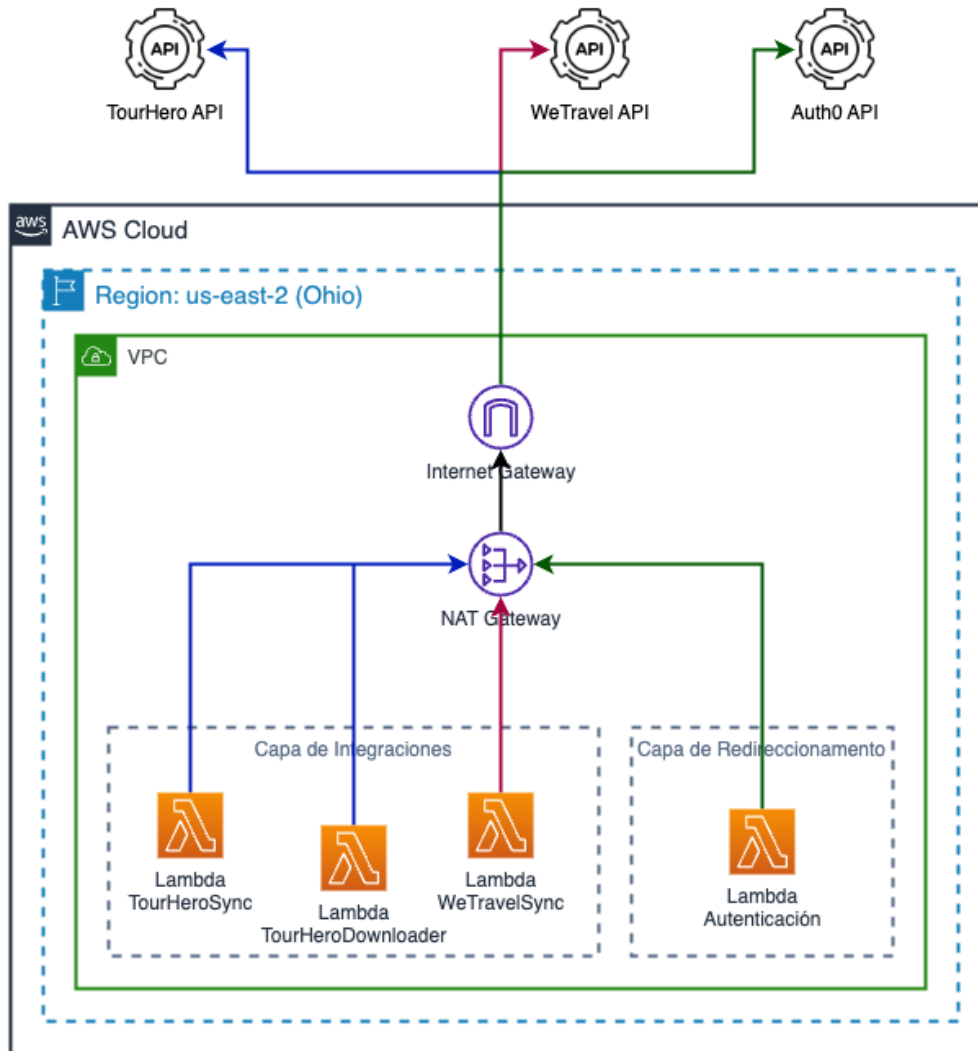 API
API
API
TourHero API
WeTravel API
Auth0 API
aws
AWS Cloud
Region: us-east-2 (Ohio)
VPC
Internet Gateway
NAT Gateway
Capa de Integraciones
Capa de Redireccionamento
Lambda
TourHeroSync
Lambda
TourHeroDownloader
Lambda
WeTravelSync
Lambda
Autenticación